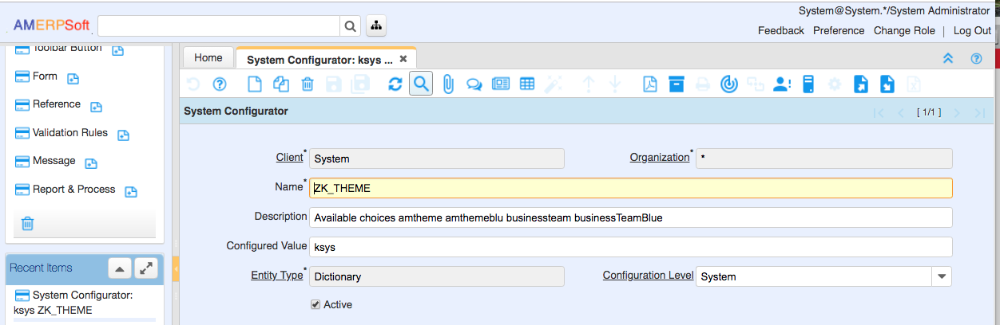 System@System.*/System Administrator
AMERPSoft
Feedback Preference Change Role | Log Out
Toolbar Button
Form
Reference
Validation Rules
Message
Report & Process
Recent Items
System Configurator:
ksys ZK_THEME
Home
System Configurator: ksys ... ×
System Configurator
[ 1/1 ]
Client* System
Organization* *
Name* ZK_THEME
Description Available choices amtheme amthemeblu businessteam businessTeamBlue
Configured Value ksys
Entity Type* Dictionary
Configuration Level System
Active